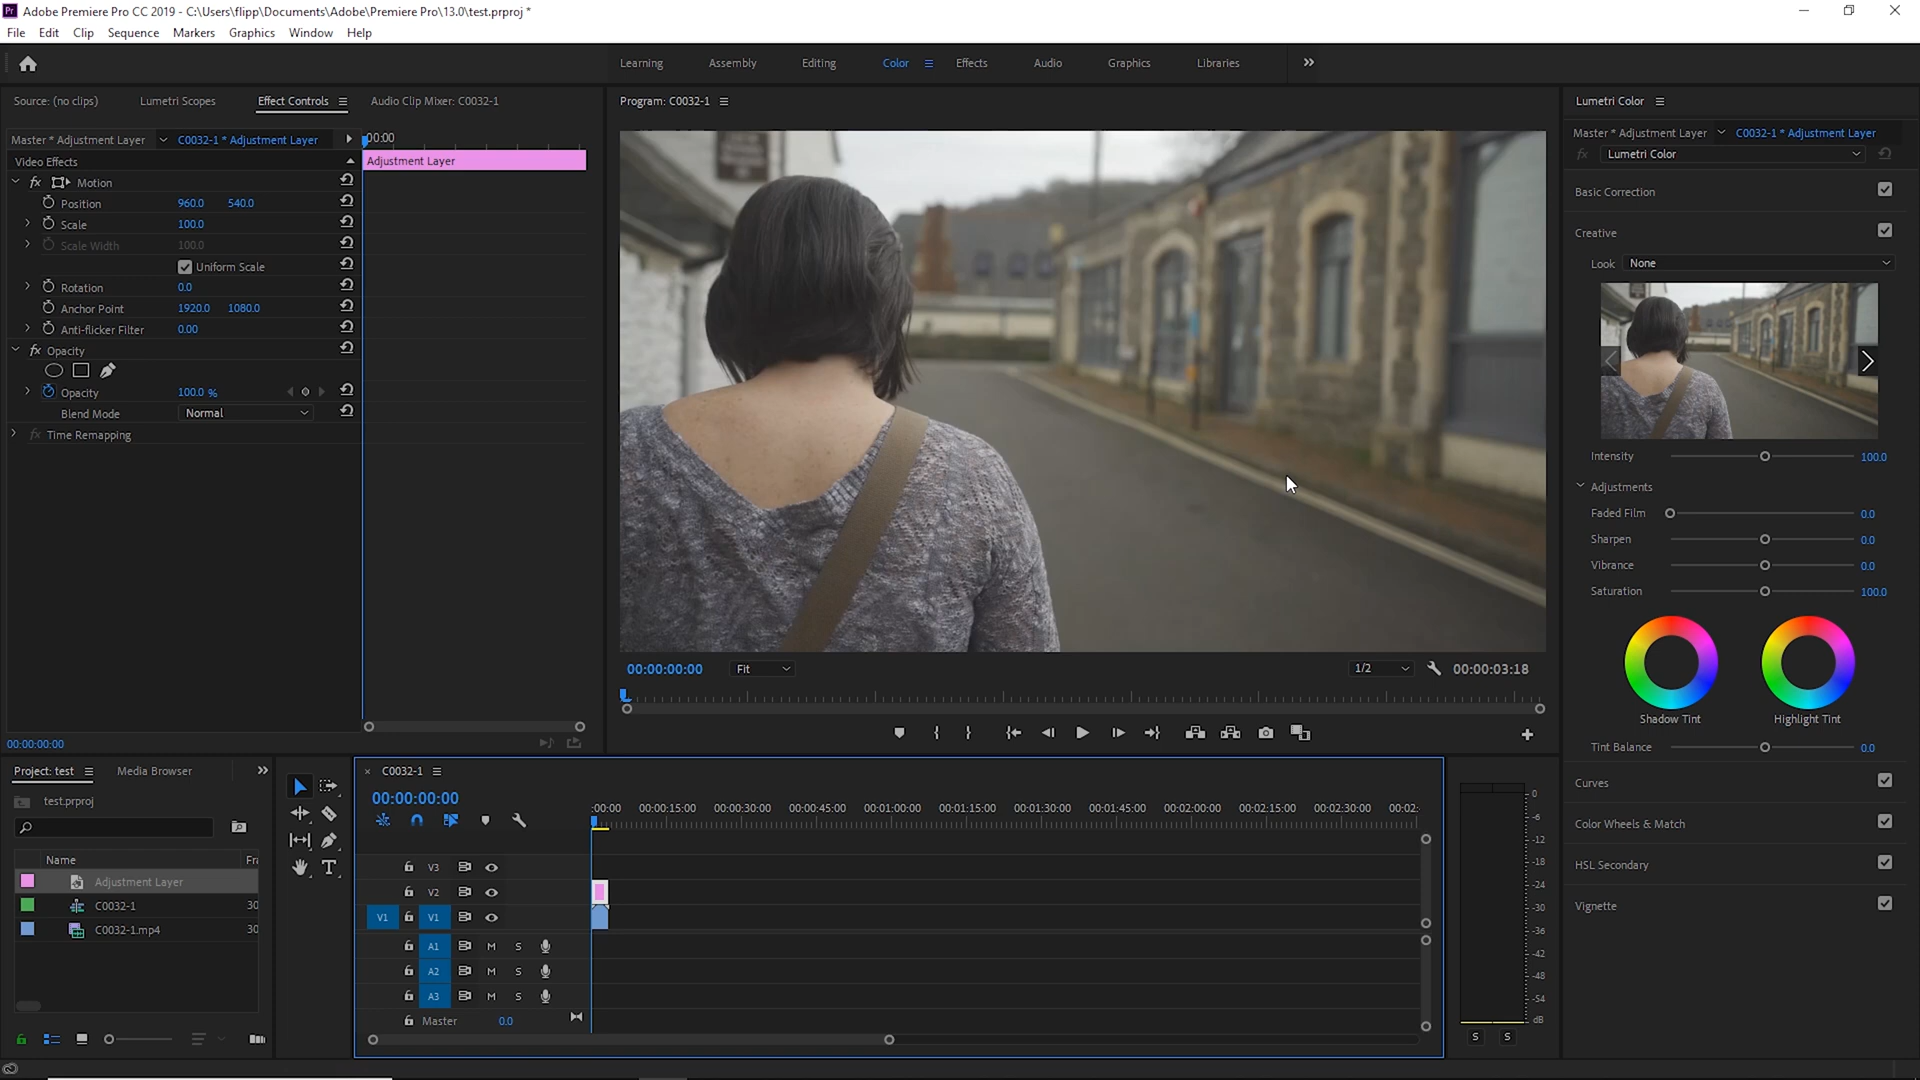 Pr Adobe Premiere Pro CC 2019 - C:\Users\flipp\Documents\Adobe\Premiere Pro\13.0\test.prproj *
File Edit Clip Sequence Markers Graphics Window Help
Learning Assembly Editing Color Effects Audio Graphics Libraries
Source: (no clips) Lumetri Scopes Effect Controls Audio Clip Mixer: C0032-1
Master * Adjustment Layer C0032-1 * Adjustment Layer
:00:00
Video Effects
Adjustment Layer
fx Motion
Position 960.0 540.0
Scale 100.0
Scale Width 100.0
Uniform Scale
Rotation 0.0
Anchor Point 1920.0 1080.0
Anti-flicker Filter 0.00
fx Opacity
Opacity 100.0 %
Blend Mode Normal
fx Time Remapping
00:00:00:00
Program: C0032-1
00:00:00:00 Fit 1/2 00:00:03:18
Lumetri Color
Master * Adjustment Layer C0032-1 * Adjustment Layer
fx Lumetri Color
Basic Correction
Creative
Look None
Intensity 100.0
Adjustments
Faded Film 0.0
Sharpen 0.0
Vibrance 0.0
Saturation 100.0
Shadow Tint Highlight Tint
Tint Balance 0.0
Curves
Color Wheels & Match
HSL Secondary
Vignette
Project: test Media Browser
test.prproj
Name Fra
Adjustment Layer
C0032-1 30
C0032-1.mp4 30
C0032-1
00:00:00:00
:00:00 00:00:15:00 00:00:30:00 00:00:45:00 00:01:00:00 00:01:15:00 00:01:30:00 00:01:45:00 00:02:00:00 00:02:15:00 00:02:30:00 00:02:
V3
V2
V1 V1
A1 M S
A2 M S
A3 M S
Master 0.0
0
-6
-12
-18
-24
-30
-36
-42
-48
-54
dB
S S